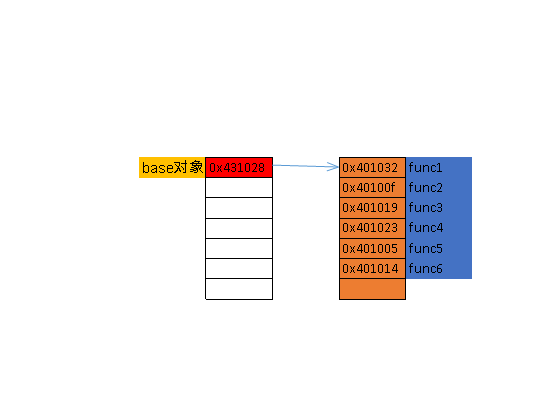 base对象 0x431028 0x401032 func1
0x40100f func2
0x401019 func3
0x401023 func4
0x401005 func5
0x401014 func6